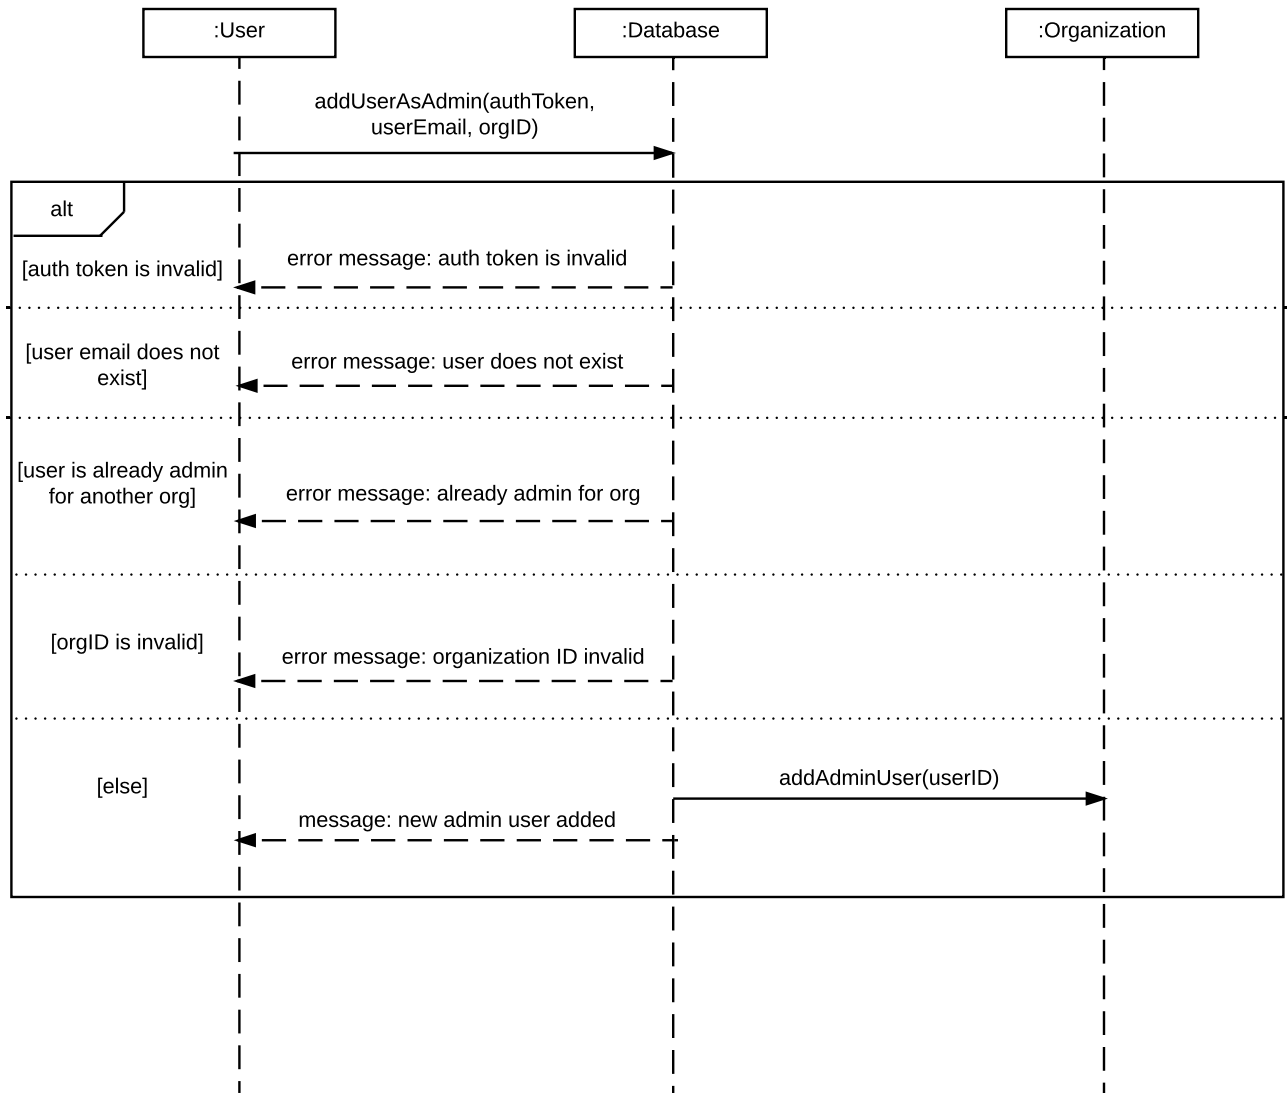 :User
:Database
:Organization
addUserAsAdmin(authToken,
userEmail, orgID)
alt
[auth token is invalid]
error message: auth token is invalid
[user email does not
exist]
error message: user does not exist
[user is already admin
for another org]
error message: already admin for org
[orgID is invalid]
error message: organization ID invalid
[else]
addAdminUser(userID)
message: new admin user added